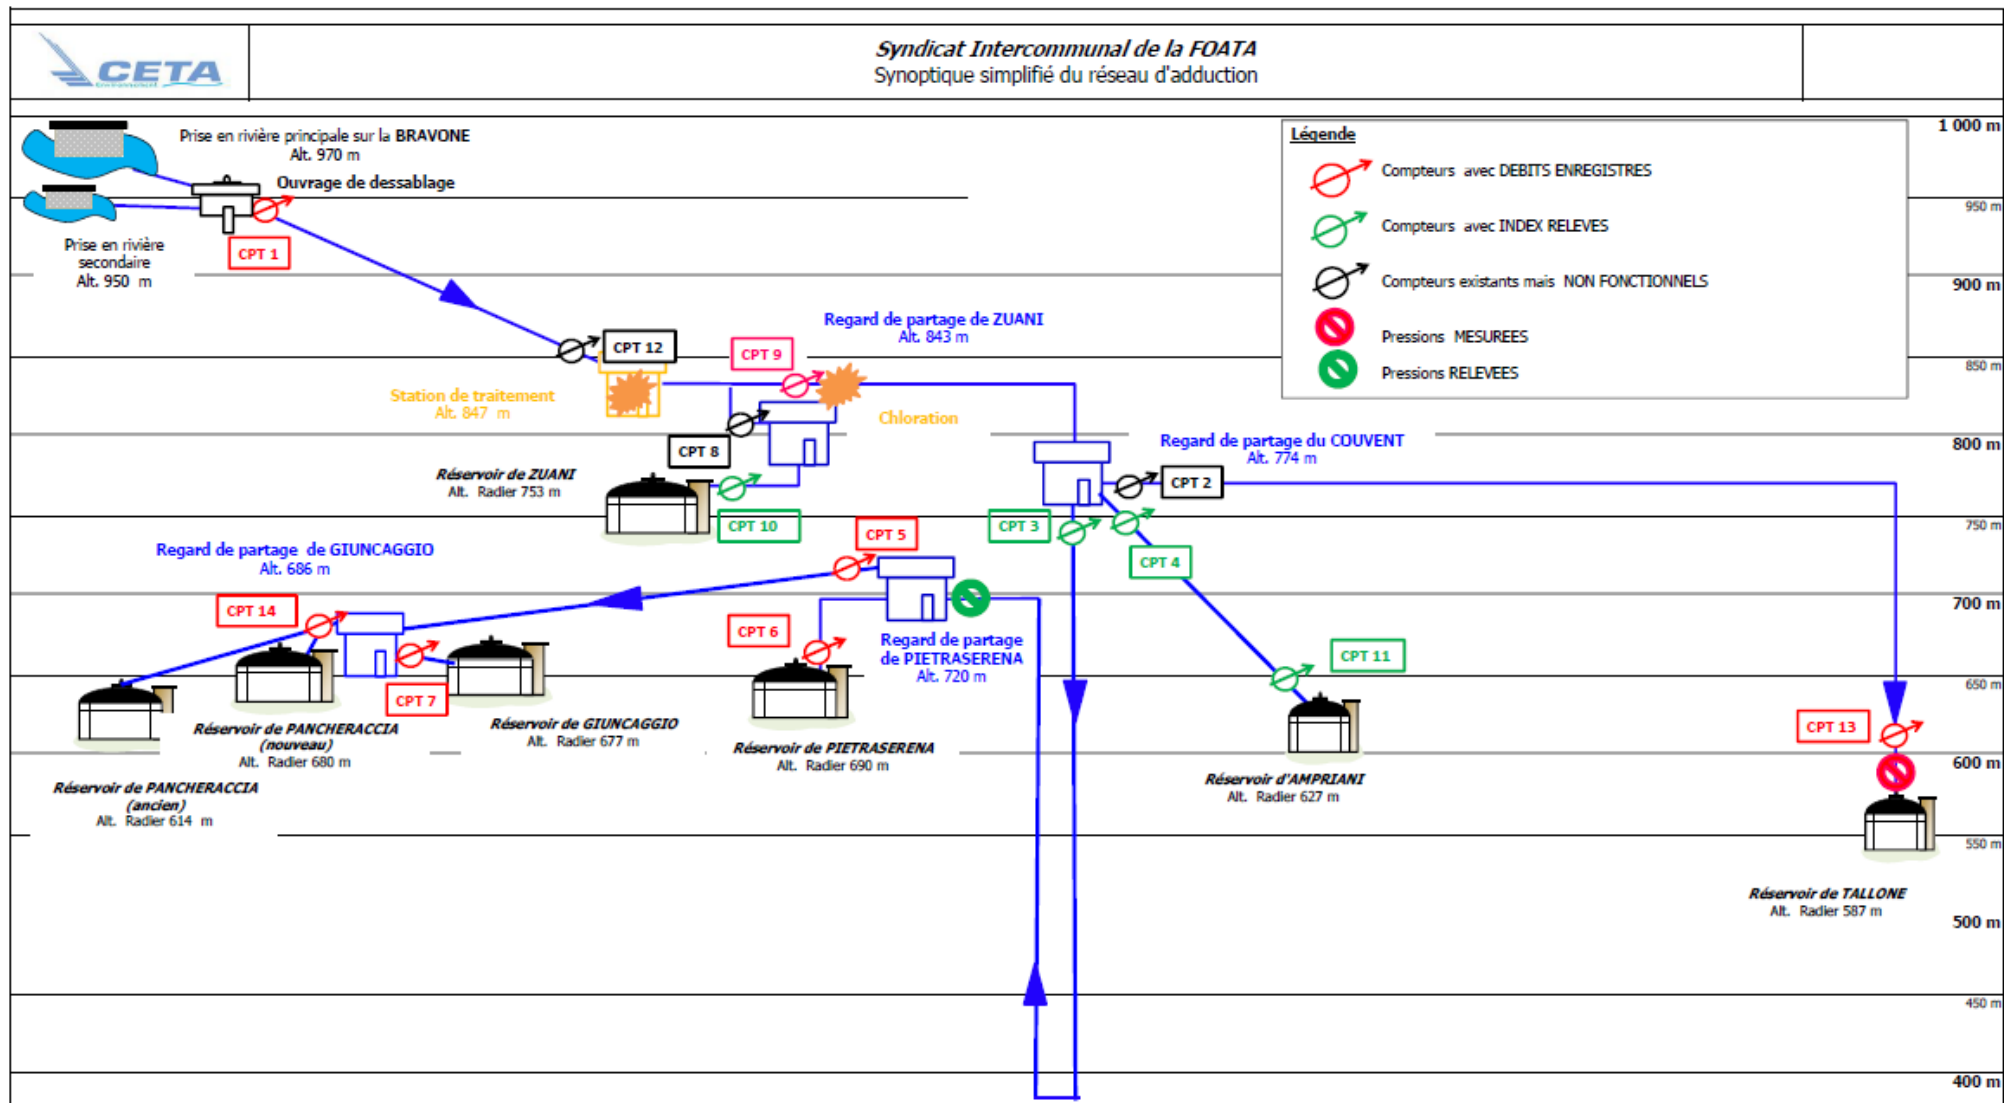 CETA
Environnement
Syndicat Intercommunal de la FOATA
Synoptique simplifié du réseau d'adduction
Prise en rivière principale sur la BRAVONE
Alt. 970 m
Ouvrage de dessablage
Prise en rivière
secondaire
Alt. 950 m
CPT 1
Légende
Compteurs avec DEBITS ENREGISTRES
Compteurs avec INDEX RELEVES
Compteurs existants mais NON FONCTIONNELS
Pressions MESUREES
Pressions RELEVEES
1 000 m
950 m
900 m
850 m
800 m
750 m
700 m
650 m
600 m
550 m
500 m
450 m
400 m
Regard de partage de ZUANI
Alt. 843 m
CPT 12
CPT 9
Station de traitement
Alt. 847 m
Chloration
CPT 8
Réservoir de ZUANI
Alt. Radier 753 m
CPT 10
Regard de partage du COUVENT
Alt. 774 m
CPT 2
CPT 3
CPT 4
CPT 5
Regard de partage de GIUNCAGGIO
Alt. 686 m
CPT 14
CPT 6
Regard de partage
de PIETRASERENA
Alt. 720 m
CPT 11
CPT 7
CPT 13
Réservoir de PANCHERACCIA
(nouveau)
Alt. Radier 680 m
Réservoir de GIUNCAGGIO
Alt. Radier 677 m
Réservoir de PIETRASERENA
Alt. Radier 690 m
Réservoir d'AMPRIANI
Alt. Radier 627 m
Réservoir de PANCHERACCIA
(ancien)
Alt. Radier 614 m
Réservoir de TALLONE
Alt. Radier 587 m